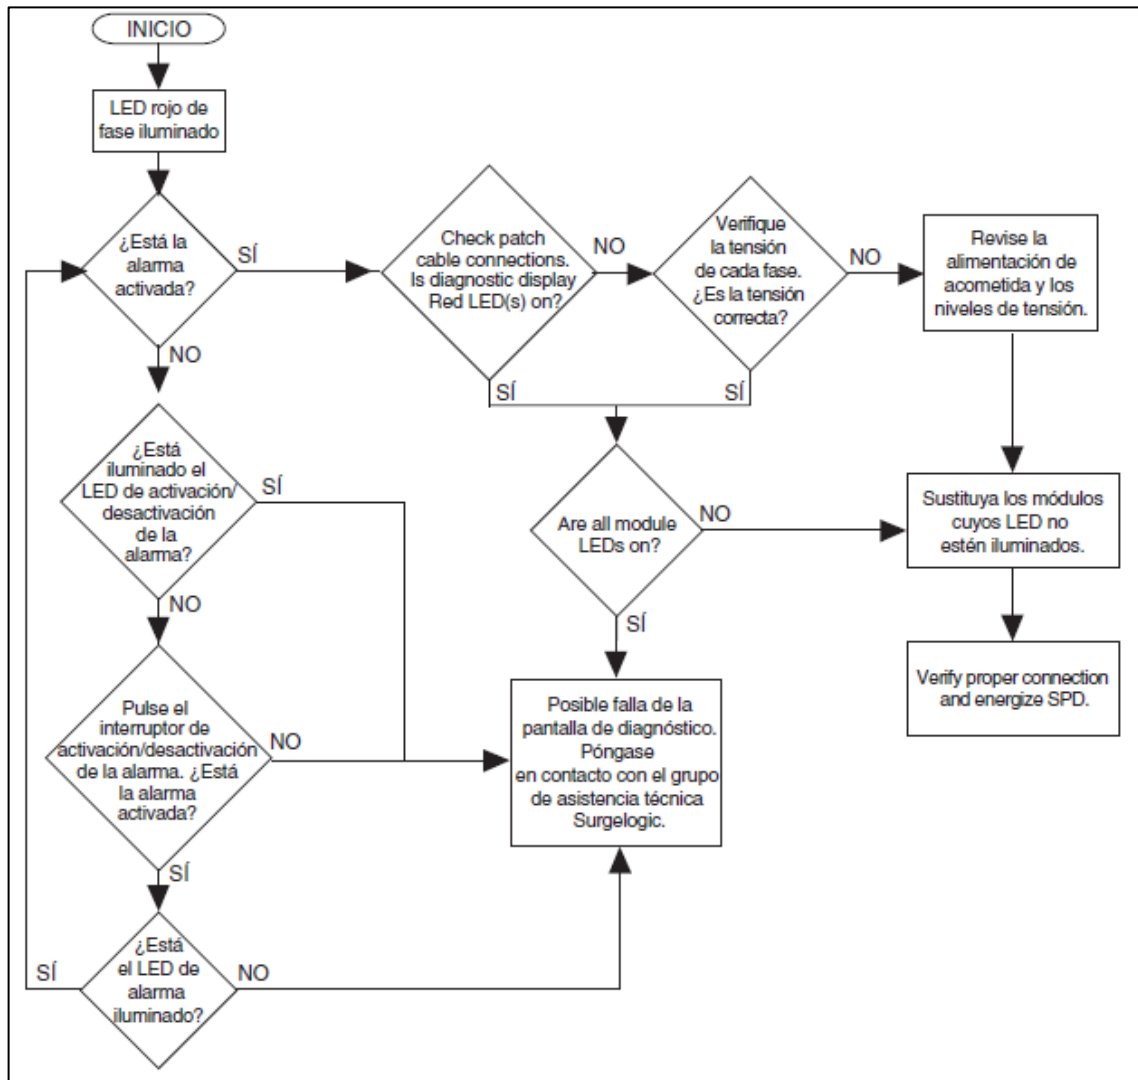 INICIO
LED rojo de
fase iluminado
¿Está la
alarma
activada?
SÍ
NO
Check patch
cable connections.
Is diagnostic display
Red LED(s) on?
NO
SÍ
Verifique
la tensión
de cada fase.
¿Es la tensión
correcta?
NO
SÍ
Revise la
alimentación de
acometida y los
niveles de tensión.
¿Está
iluminado el
LED de activación/
desactivación
de la
alarma?
SÍ
NO
Are all module
LEDs on?
NO
SÍ
Sustituya los módulos
cuyos LED no
estén iluminados.
Verify proper connection
and energize SPD.
Pulse el
interruptor de
activación/desactivación
de la alarma. ¿Está
la alarma
activada?
NO
SÍ
Posible falla de la
pantalla de diagnóstico.
Póngase
en contacto con el grupo
de asistencia técnica
Surgelogic.
¿Está
el LED de
alarma
iluminado?
SÍ
NO